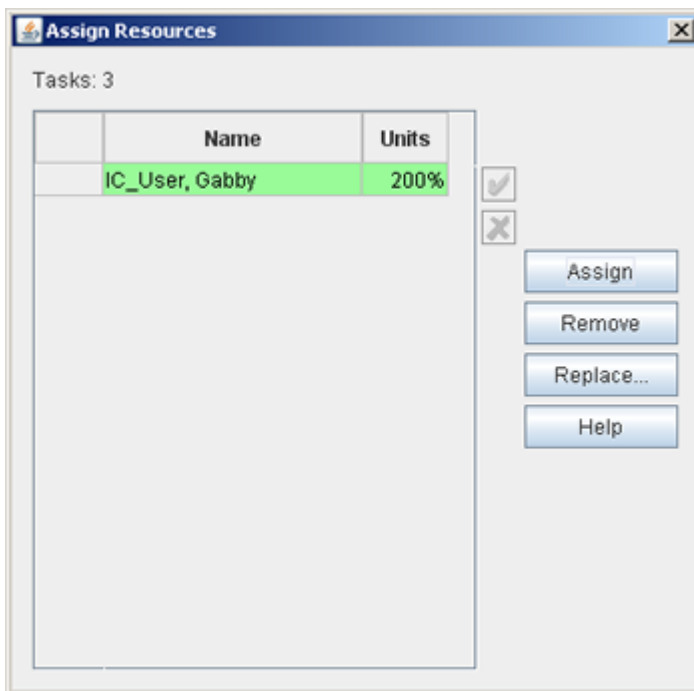 Assign Resources
Tasks: 3
Name Units
IC_User, Gabby 200%
Assign
Remove
Replace...
Help